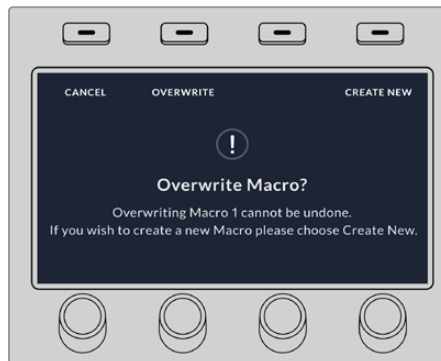 CANCEL OVERWRITE CREATE NEW
Overwrite Macro?
Overwriting Macro 1 cannot be undone.
If you wish to create a new Macro please choose Create New.